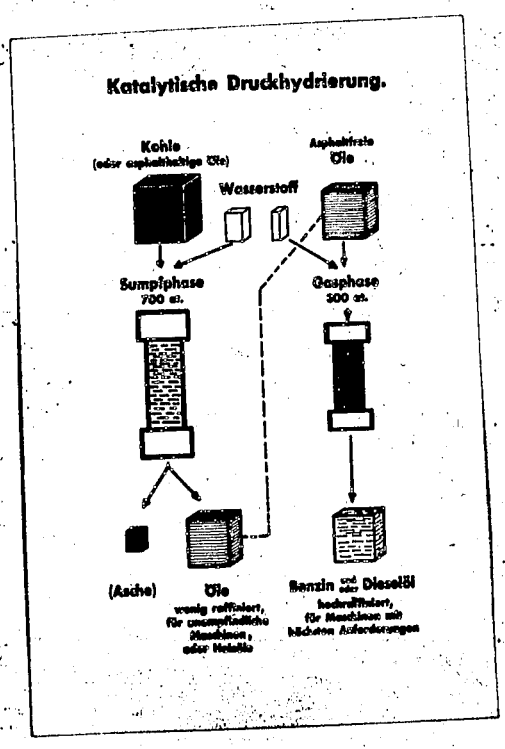 Katalytische Druckhydrierung.
Kohle
(oder asphalthaltige Öle)
Asphaltfreie
Öle
Wasserstoff
Sumpfphase
700 at.
Gasphase
300 at.
(Asche)
Öle
wenig raffiniert,
für unempfindliche
Maschinen,
oder Heizöle
Benzin und oder Dieselöl
hochraffiniert,
für Maschinen mit
höchsten Anforderungen